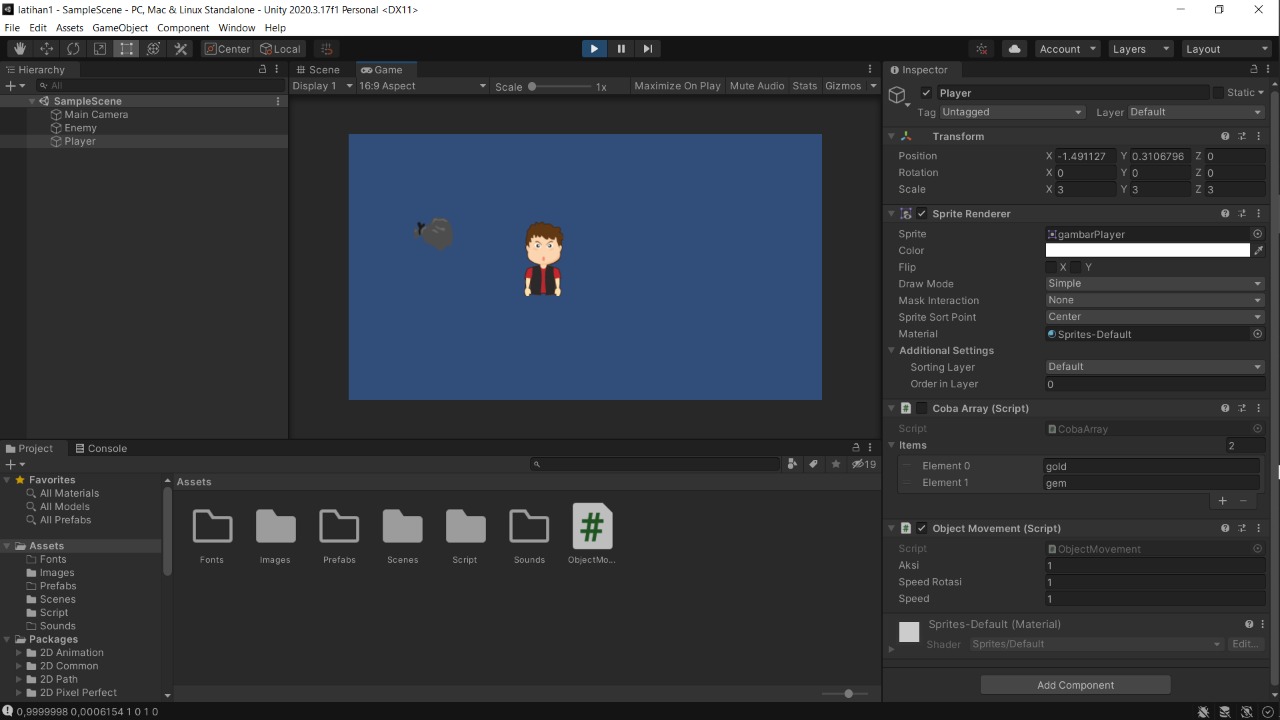 latihan1 - SampleScene - PC, Mac & Linux Standalone - Unity 2020.3.17f1 Personal <DX11>
File Edit Assets GameObject Component Window Help
Center Local Account Layers Layout
Hierarchy
All
SampleScene
Main Camera
Enemy
Player
Scene Game
Display 1 16:9 Aspect Scale 1x Maximize On Play Mute Audio Stats Gizmos
Inspector
Player Static
Tag Untagged Layer Default
Transform
Position X -1.491127 Y 0.3106796 Z 0
Rotation X 0 Y 0 Z 0
Scale X 3 Y 3 Z 3
Sprite Renderer
Sprite gambarPlayer
Color
Flip X Y
Draw Mode Simple
Mask Interaction None
Sprite Sort Point Center
Material Sprites-Default
Additional Settings
Sorting Layer Default
Order in Layer 0
# Coba Array (Script)
Script CobaArray
Items 2
Element 0 gold
Element 1 gem
+ -
# Object Movement (Script)
Script ObjectMovement
Aksi 1
Speed Rotasi 1
Speed 1
Sprites-Default (Material)
Shader Sprites/Default Edit...
Add Component
Project Console
19
Favorites
All Materials
All Models
All Prefabs
Assets
Fonts
Images
Prefabs
Scenes
Script
Sounds
Packages
2D Animation
2D Common
2D Path
2D Pixel Perfect
Assets
#
Fonts Images Prefabs Scenes Script Sounds ObjectMo...
0,9999998 0,0006154 1 0 1 0